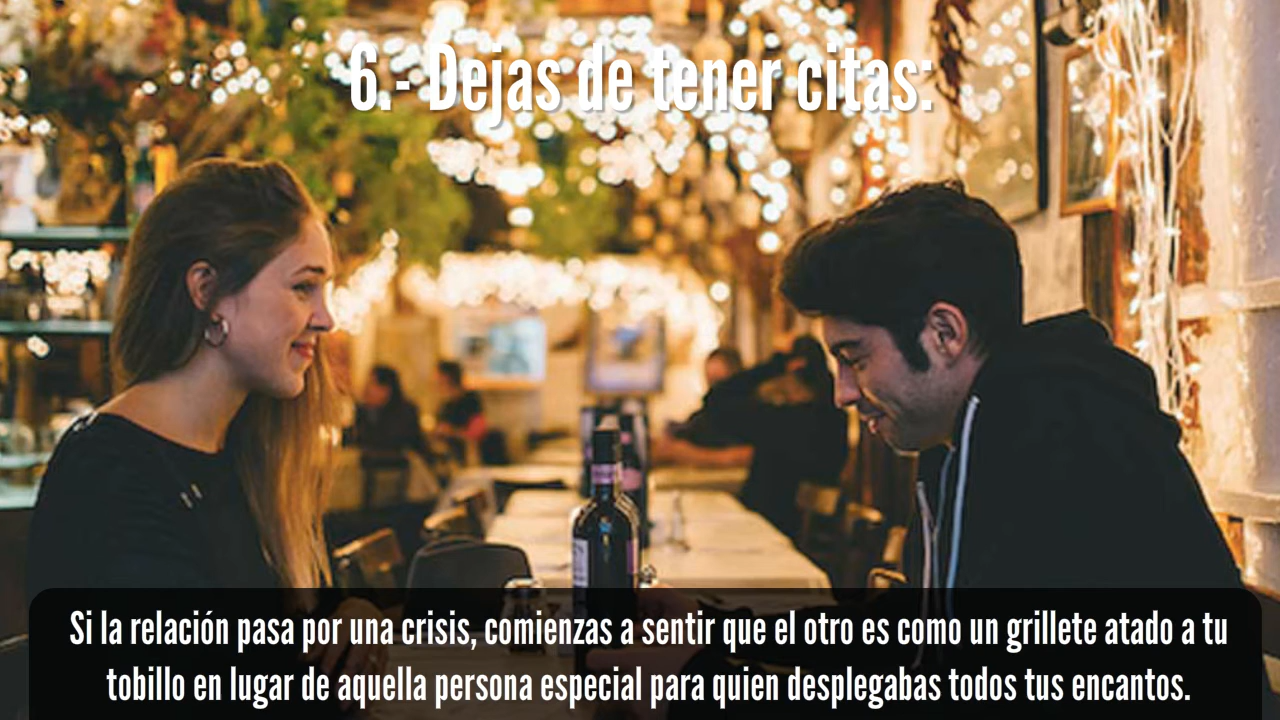 6.- Dejas de tener citas:
Si la relación pasa por una crisis, comienzas a sentir que el otro es como un grillete atado a tu
tobillo en lugar de aquella persona especial para quien desplegabas todos tus encantos.